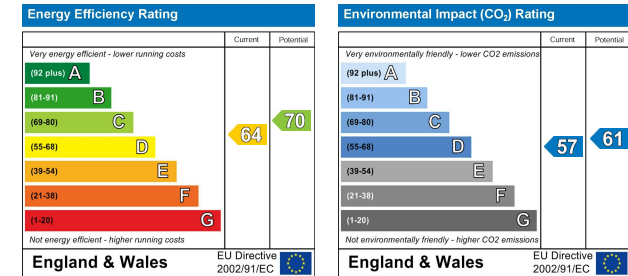 Energy Efficiency Rating
Current Potential
Very energy efficient - lower running costs
(92 plus) A
(81-91) B
(69-80) C
(55-68) D
(39-54) E
(21-38) F
(1-20) G
64
70
Not energy efficient - higher running costs
England & Wales
EU Directive
2002/91/EC
Environmental Impact (CO₂) Rating
Current Potential
Very environmentally friendly - lower CO2 emissions
(92 plus) A
(81-91) B
(69-80) C
(55-68) D
(39-54) E
(21-38) F
(1-20) G
57
61
Not environmentally friendly - higher CO2 emissions
England & Wales
EU Directive
2002/91/EC